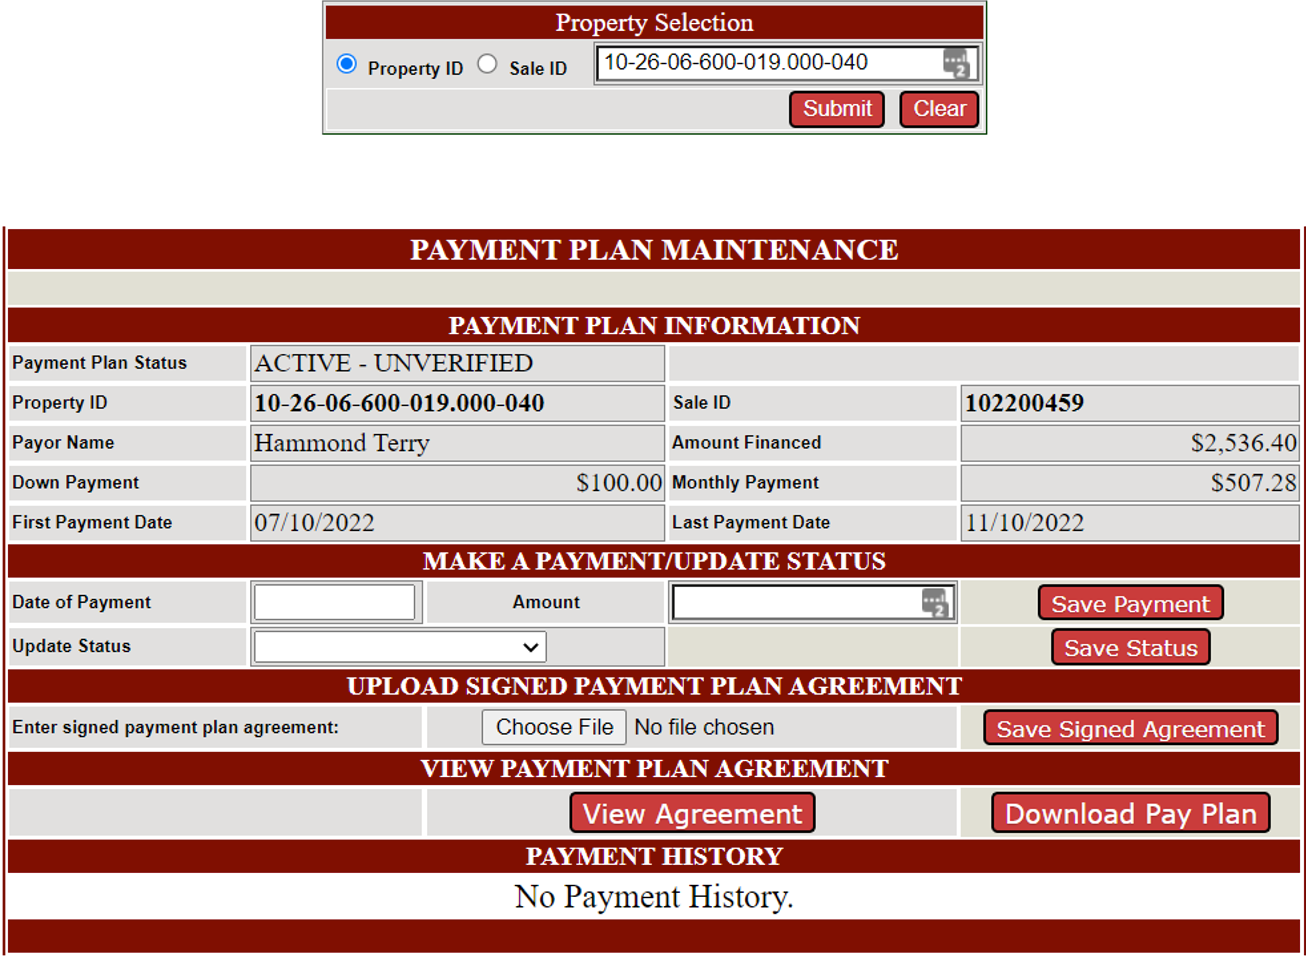 Property Selection
Property ID Sale ID 10-26-06-600-019.000-040
Submit Clear
PAYMENT PLAN MAINTENANCE
PAYMENT PLAN INFORMATION
Payment Plan Status ACTIVE - UNVERIFIED
Property ID 10-26-06-600-019.000-040 Sale ID 102200459
Payor Name Hammond Terry Amount Financed $2,536.40
Down Payment $100.00 Monthly Payment $507.28
First Payment Date 07/10/2022 Last Payment Date 11/10/2022
MAKE A PAYMENT/UPDATE STATUS
Date of Payment Amount 2 Save Payment
Update Status Save Status
UPLOAD SIGNED PAYMENT PLAN AGREEMENT
Enter signed payment plan agreement: Choose File No file chosen Save Signed Agreement
VIEW PAYMENT PLAN AGREEMENT
View Agreement Download Pay Plan
PAYMENT HISTORY
No Payment History.